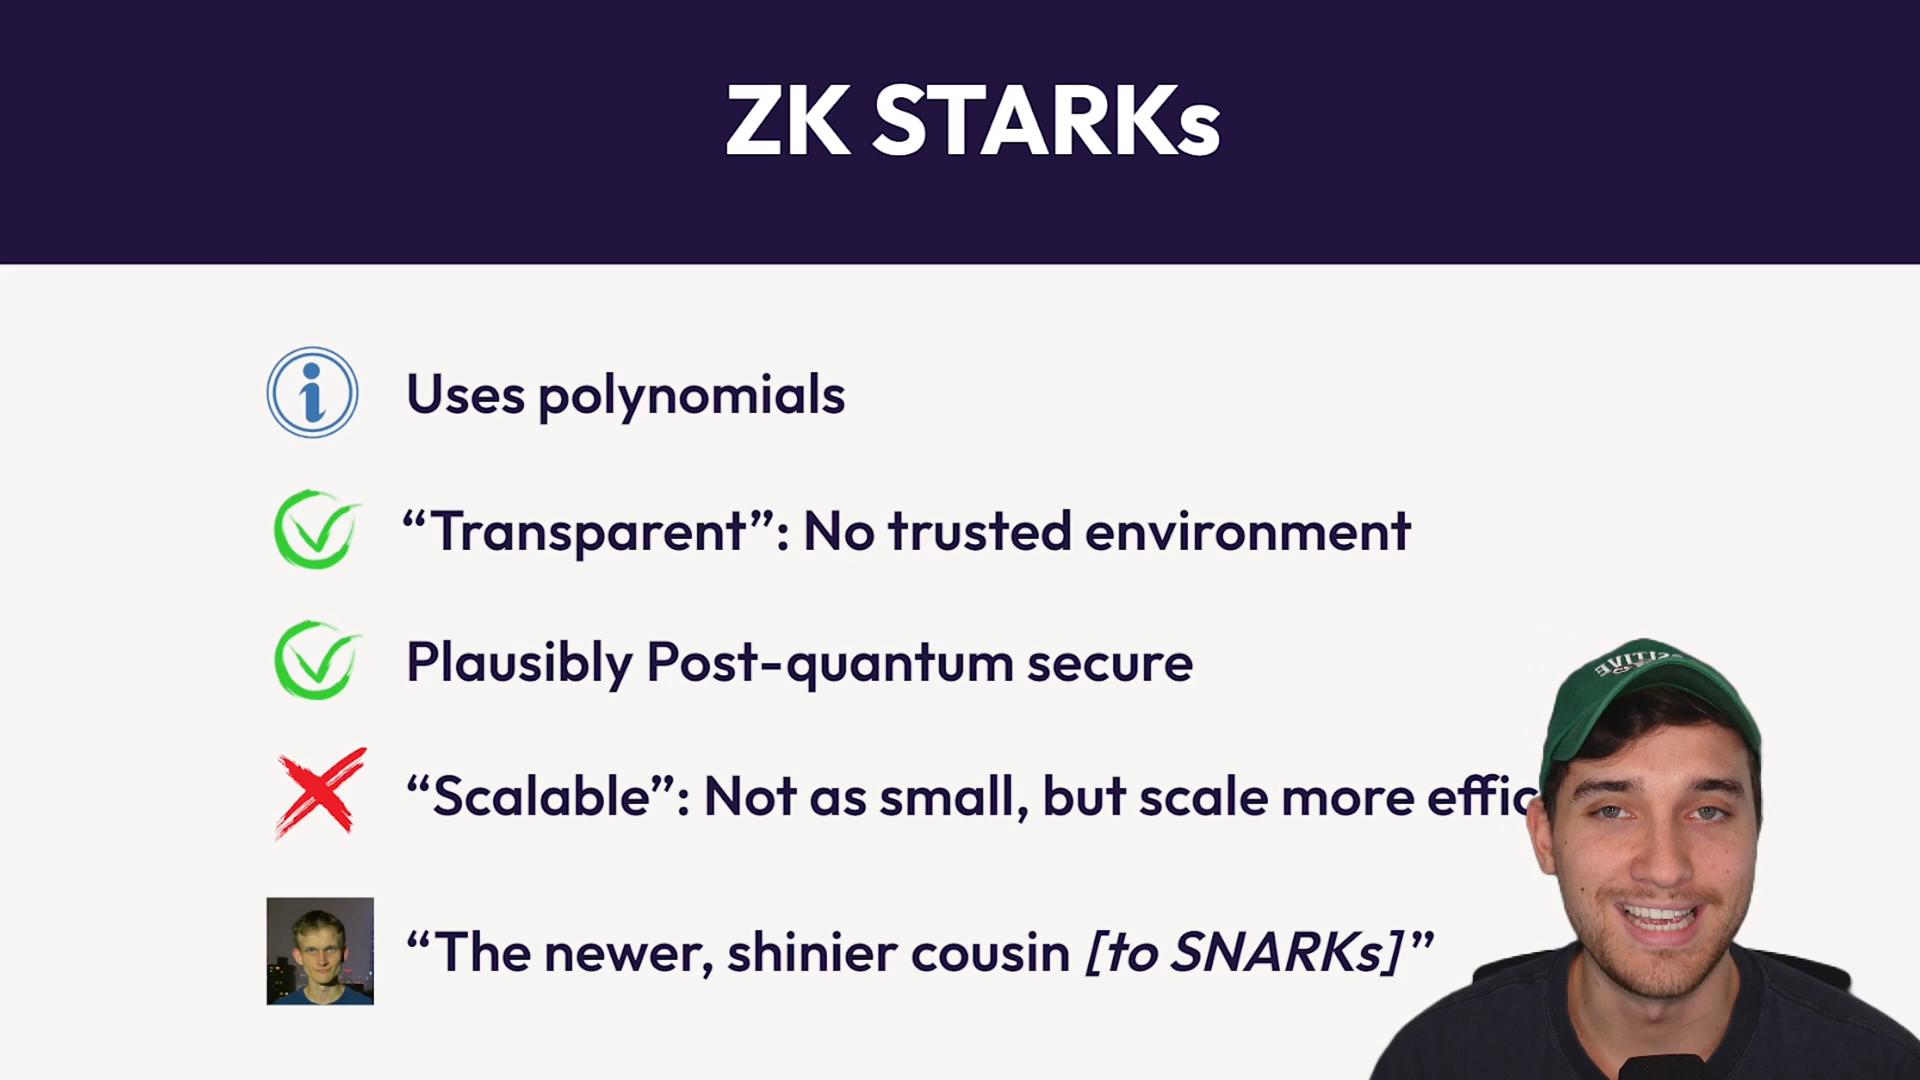 ZK STARKs
Uses polynomials
“Transparent”: No trusted environment
Plausibly Post-quantum secure
“Scalable”: Not as small, but scale more
“The newer, shinier cousin [to SNARKs]”